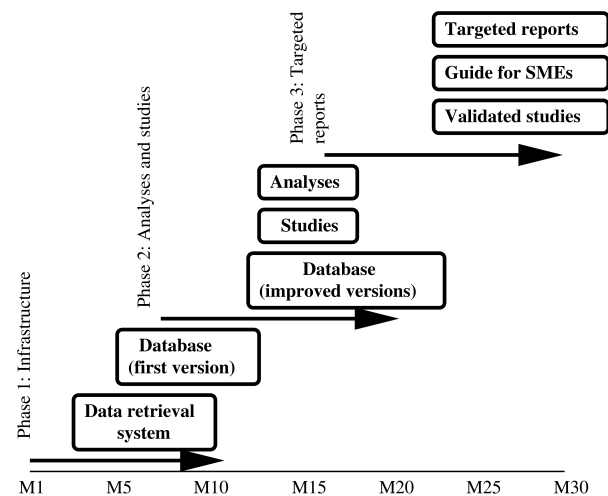 Targeted reports
Guide for SMEs
Validated studies
Phase 3: Targeted
reports
Analyses
Studies
Database
(improved versions)
Phase 2: Analyses and studies
Database
(first version)
Data retrieval
system
Phase 1: Infrastructure
M1 M5 M10 M15 M20 M25 M30